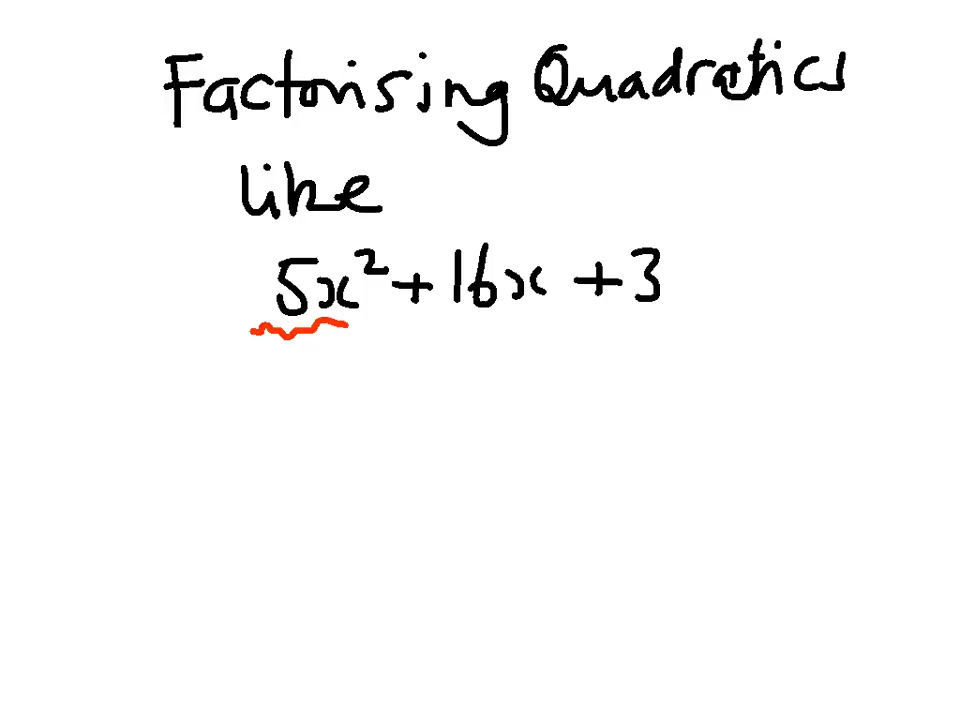 Factorising Quadratics
like
5x² + 16x + 3